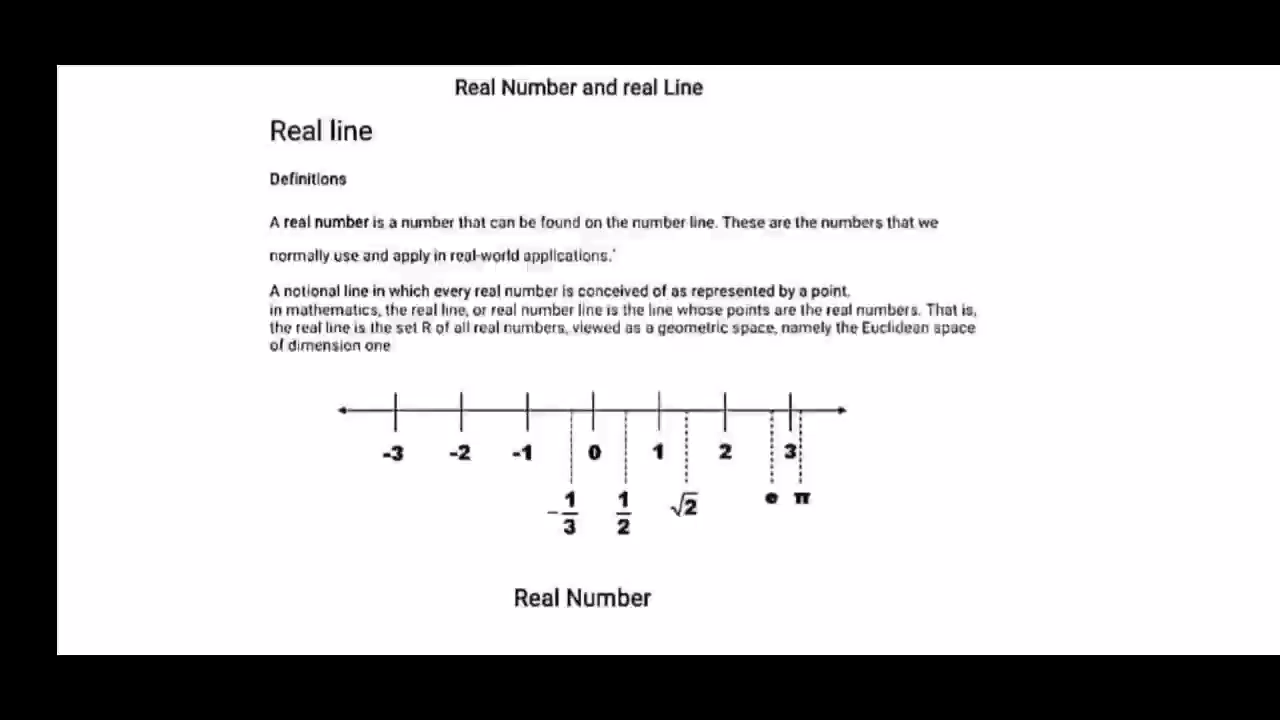 Real Number and real Line
Real line
Definitions
A real number is a number that can be found on the number line. These are the numbers that we
normally use and apply in real-world applications.'
A notional line in which every real number is conceived of as represented by a point.
in mathematics, the real line, or real number line is the line whose points are the real numbers. That is,
the real line is the set R of all real numbers, viewed as a geometric space, namely the Euclidean space
of dimension one
-3 -2 -1 0 1 2 3
-1/3 1/2 √2 e π
Real Number